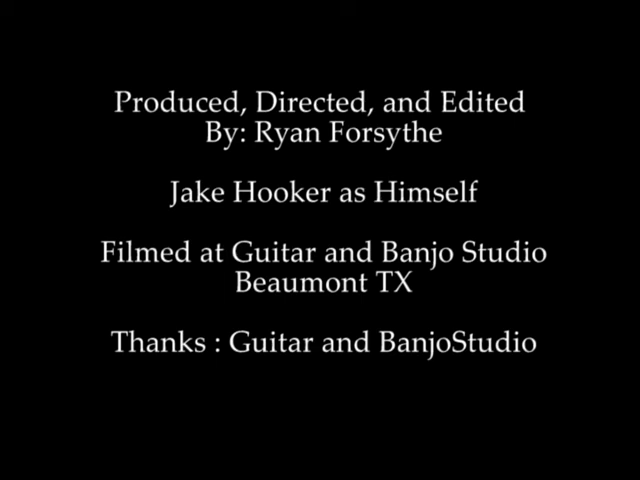 Produced, Directed, and Edited
By: Ryan Forsythe
Jake Hooker as Himself
Filmed at Guitar and Banjo Studio
Beaumont TX
Thanks : Guitar and BanjoStudio